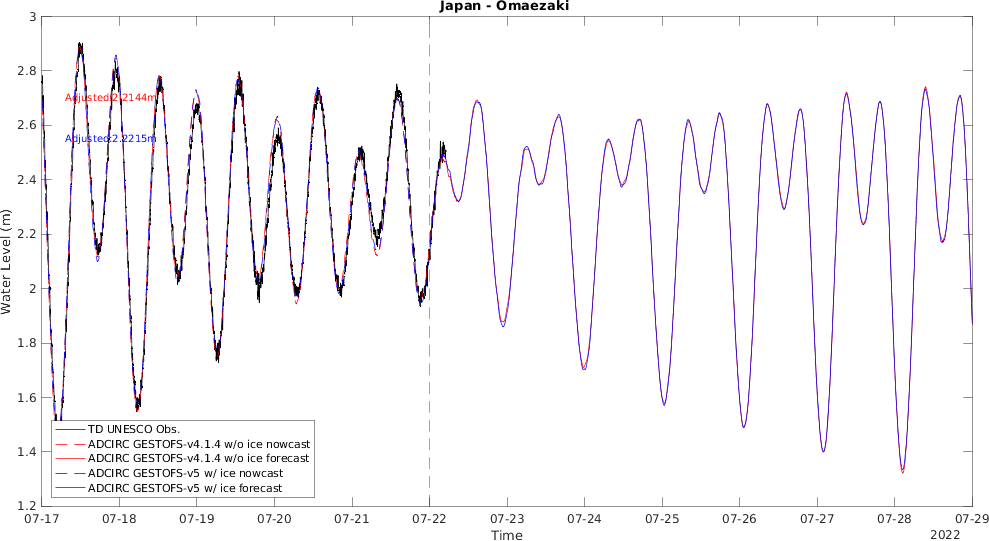 Japan - Omaezaki
3
2.8
2.6
2.4
2.2
2
1.8
1.6
1.4
1.2
Water Level (m)
Adjusted:2.2144m
Adjusted:2.2215m
TD UNESCO Obs.
ADCIRC GESTOFS-v4.1.4 w/o ice nowcast
ADCIRC GESTOFS-v4.1.4 w/o ice forecast
ADCIRC GESTOFS-v5 w/ ice nowcast
ADCIRC GESTOFS-v5 w/ ice forecast
07-17 07-18 07-19 07-20 07-21 07-22 07-23 07-24 07-25 07-26 07-27 07-28 07-29
Time
2022